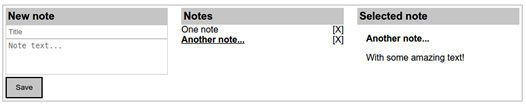 New note
Title
Note text...
Save
Notes
One note [X]
Another note... [X]
Selected note
Another note...
With some amazing text!